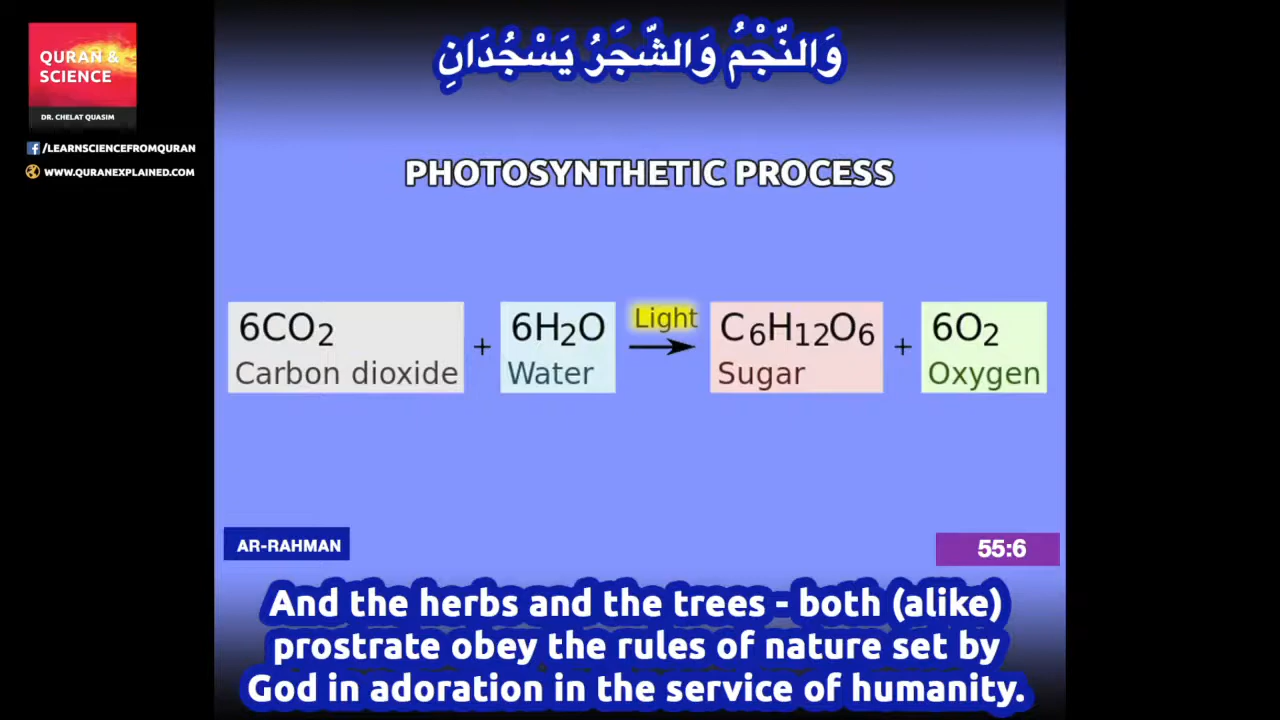 QURAN &
SCIENCE
DR. CHELAT QUASIM
/LEARNSCIENCEFROMQURAN
WWW.QURANEXPLAINED.COM
وَالنَّجْمُ وَالشَّجَرُ يَسْجُدَانِ
PHOTOSYNTHETIC PROCESS
6CO₂ + 6H₂O Light → C₆H₁₂O₆ + 6O₂
Carbon dioxide Water Sugar Oxygen
AR-RAHMAN
55:6
And the herbs and the trees - both (alike)
prostrate obey the rules of nature set by
God in adoration in the service of humanity.